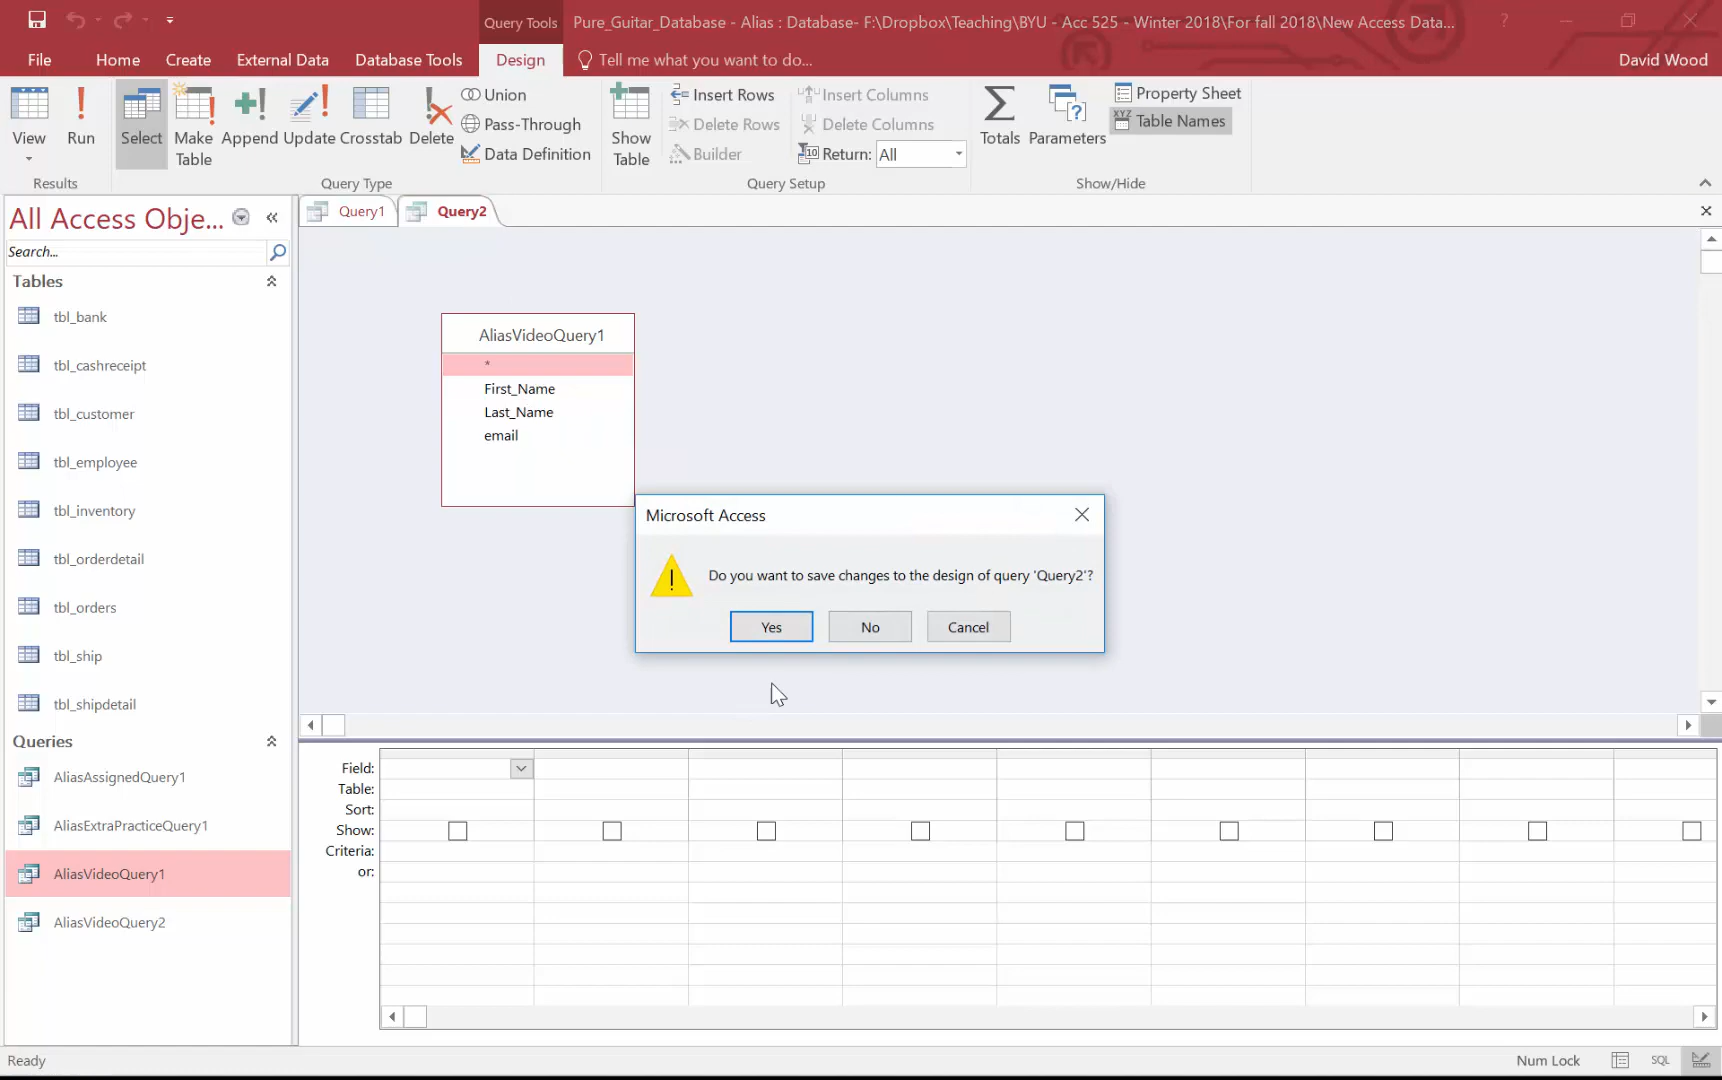 Query Tools
Pure_Guitar_Database - Alias : Database- F:\Dropbox\Teaching\BYU - Acc 525 - Winter 2018\For fall 2018\New Access Data...
?
File
Home
Create
External Data
Database Tools
Design
Tell me what you want to do...
David Wood
View
Run
Select
Make Table
Append
Update
Crosstab
Delete
Union
Pass-Through
Data Definition
Show Table
Insert Rows
Delete Rows
Builder
Insert Columns
Delete Columns
Return: All
Totals
Parameters
Property Sheet
Table Names
Results
Query Type
Query Setup
Show/Hide
All Access Obje...
Search...
Tables
tbl_bank
tbl_cashreceipt
tbl_customer
tbl_employee
tbl_inventory
tbl_orderdetail
tbl_orders
tbl_ship
tbl_shipdetail
Queries
AliasAssignedQuery1
AliasExtraPracticeQuery1
AliasVideoQuery1
AliasVideoQuery2
Query1
Query2
AliasVideoQuery1
*
First_Name
Last_Name
email
Microsoft Access
Do you want to save changes to the design of query 'Query2'?
Yes
No
Cancel
Field:
Table:
Sort:
Show:
Criteria:
or:
Ready
Num Lock
SQL